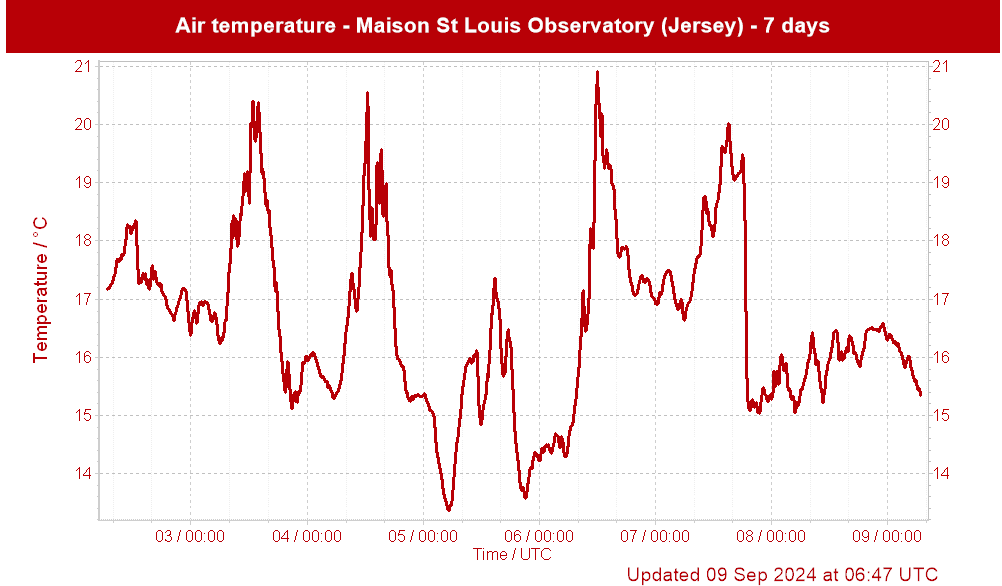 Air temperature - Maison St Louis Observatory (Jersey) - 7 days
21 21
20 20
19 19
18 18
17 17
16 16
15 15
14 14
Temperature / °C
03 / 00:00 04 / 00:00 05 / 00:00 06 / 00:00 07 / 00:00 08 / 00:00 09 / 00:00
Time / UTC
Updated 09 Sep 2024 at 06:47 UTC